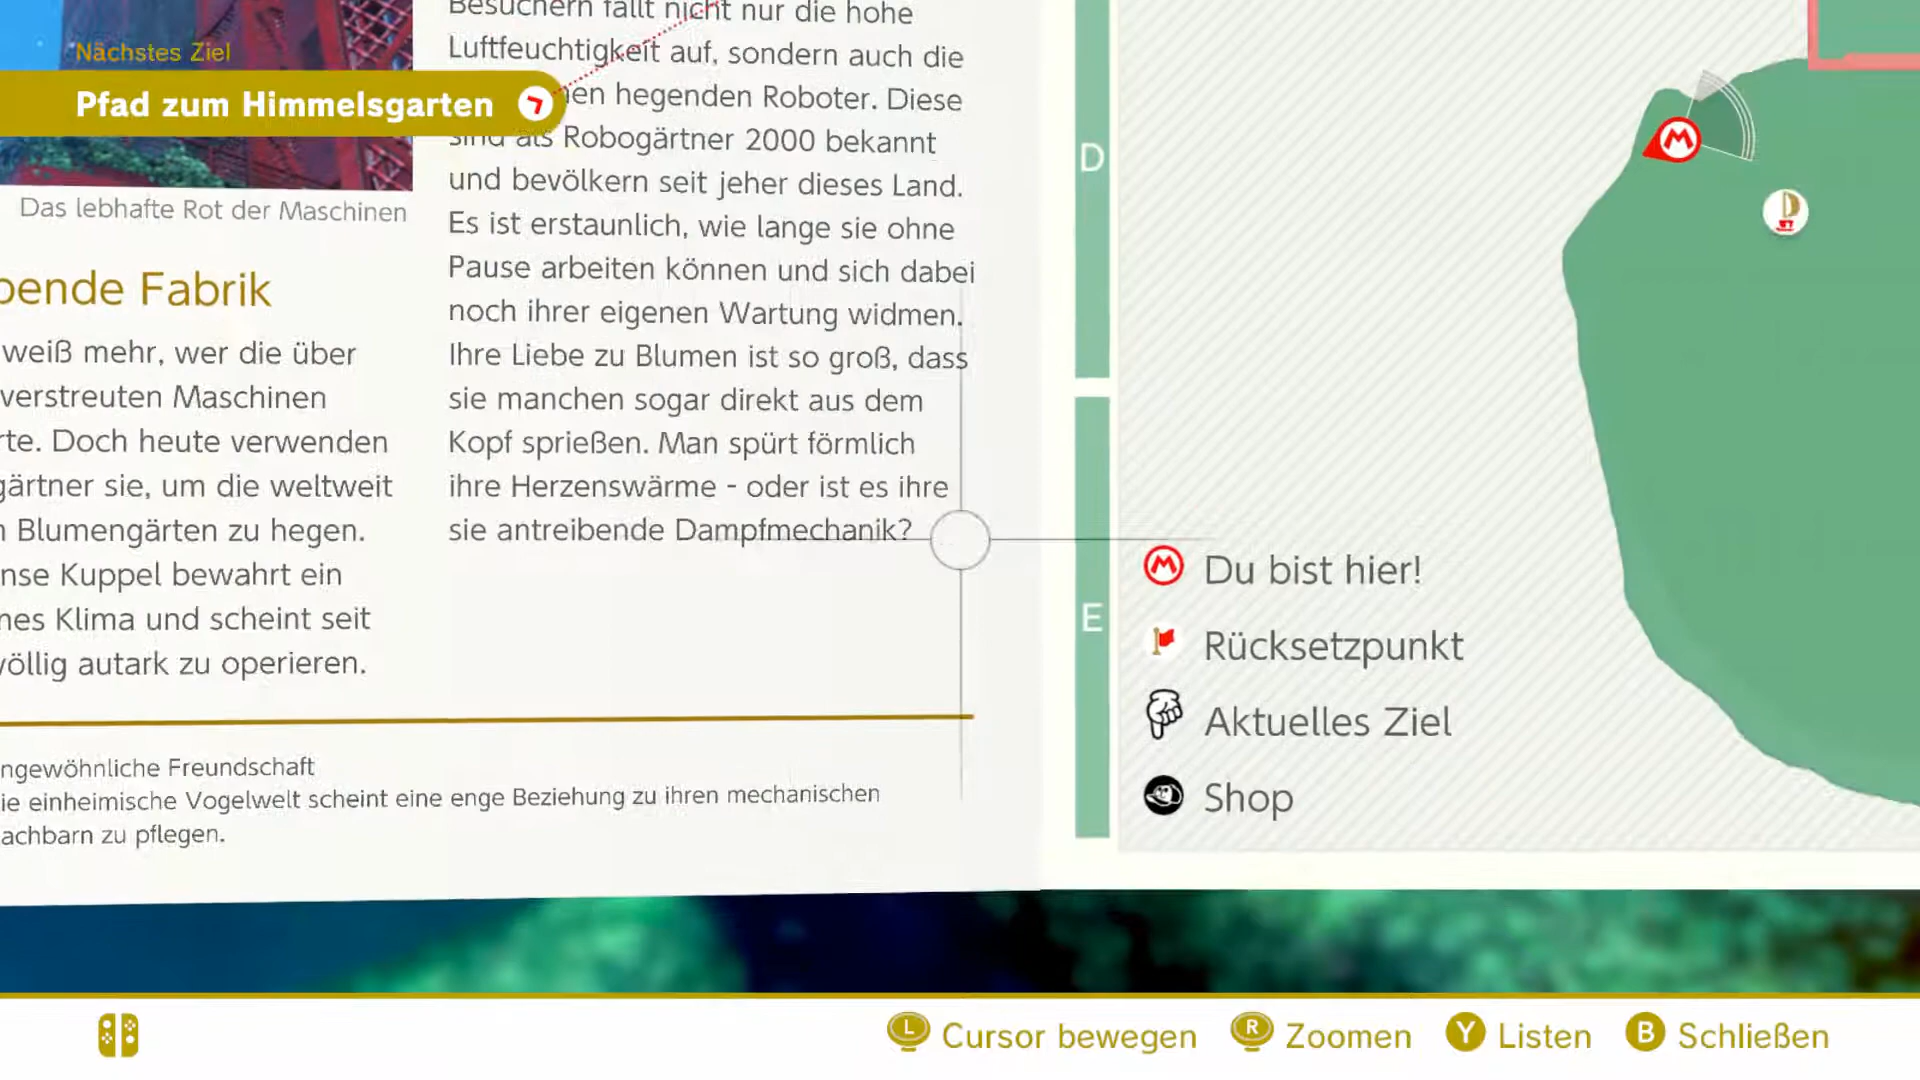 Nächstes Ziel
Pfad zum Himmelsgarten
Das lebhafte Rot der Maschinen
Fabrik
weiß mehr, wer die über
verstreuten Maschinen
Doch heute verwenden
sie, um die weltweit
Blumengärten zu hegen.
Kuppel bewahrt ein
Klima und scheint seit
völlig autark zu operieren.
Besuchern fällt nicht nur die hohe
Luftfeuchtigkeit auf, sondern auch die
hegenden Roboter. Diese
sind als Robogärtner 2000 bekannt
und bevölkern seit jeher dieses Land.
Es ist erstaunlich, wie lange sie ohne
Pause arbeiten können und sich dabei
noch ihrer eigenen Wartung widmen.
Ihre Liebe zu Blumen ist so groß, dass
sie manchen sogar direkt aus dem
Kopf sprießen. Man spürt förmlich
ihre Herzenswärme - oder ist es ihre
sie antreibende Dampfmechanik?
ngewöhnliche Freundschaft
ie einheimische Vogelwelt scheint eine enge Beziehung zu ihren mechanischen
achbarn zu pflegen.
D
E
Du bist hier!
Rücksetzpunkt
Aktuelles Ziel
Shop
L Cursor bewegen R Zoomen Y Listen B Schließen